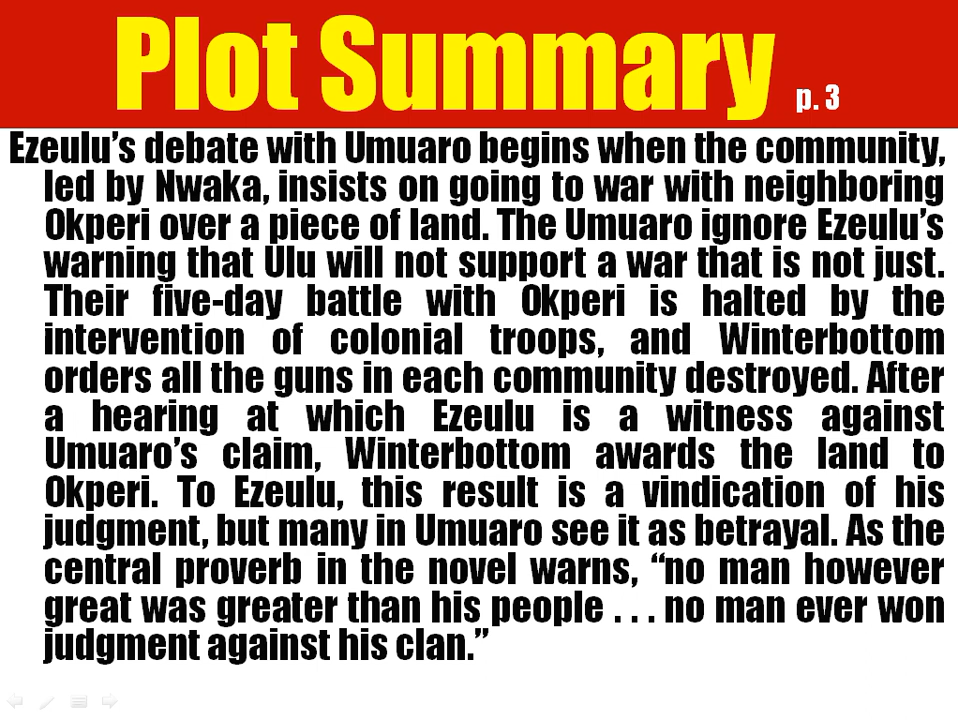 Plot Summary p. 3
Ezeulu’s debate with Umuaro begins when the community,
led by Nwaka, insists on going to war with neighboring
Okperi over a piece of land. The Umuaro ignore Ezeulu’s
warning that Ulu will not support a war that is not just.
Their five-day battle with Okperi is halted by the
intervention of colonial troops, and Winterbottom
orders all the guns in each community destroyed. After
a hearing at which Ezeulu is a witness against
Umuaro’s claim, Winterbottom awards the land to
Okperi. To Ezeulu, this result is a vindication of his
judgment, but many in Umuaro see it as betrayal. As the
central proverb in the novel warns, “no man however
great was greater than his people . . . no man ever won
judgment against his clan.”